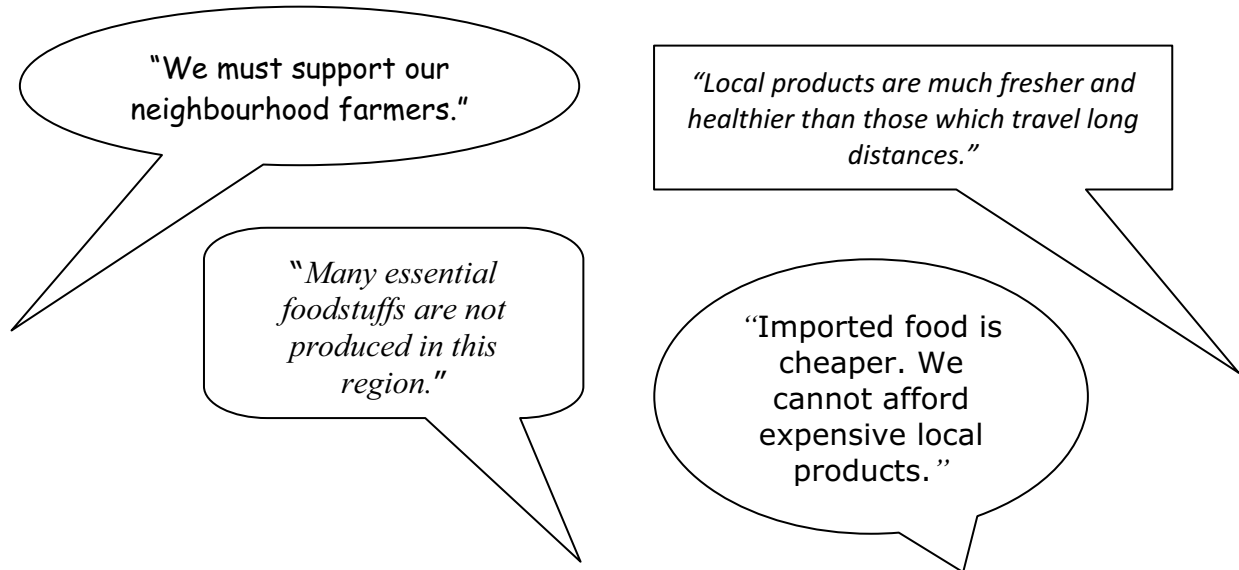 “We must support our
neighbourhood farmers.”
“Local products are much fresher and
healthier than those which travel long
distances.”
“Many essential
foodstuffs are not
produced in this
region.”
“Imported food is
cheaper. We
cannot afford
expensive local
products.”